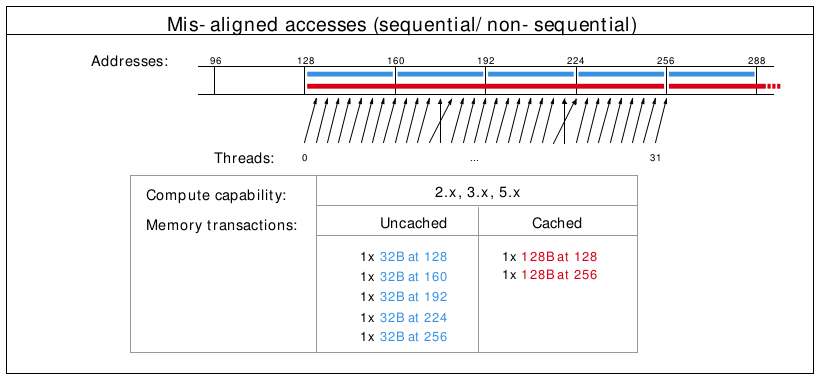 Mis-aligned accesses (sequential/non-sequential)
Addresses: 96 128 160 192 224 256 288
Threads: 0 ... 31
Compute capability: 2.x, 3.x, 5.x
Memory transactions: Uncached Cached
1x 32B at 128 1x 128B at 128
1x 32B at 160 1x 128B at 256
1x 32B at 192
1x 32B at 224
1x 32B at 256